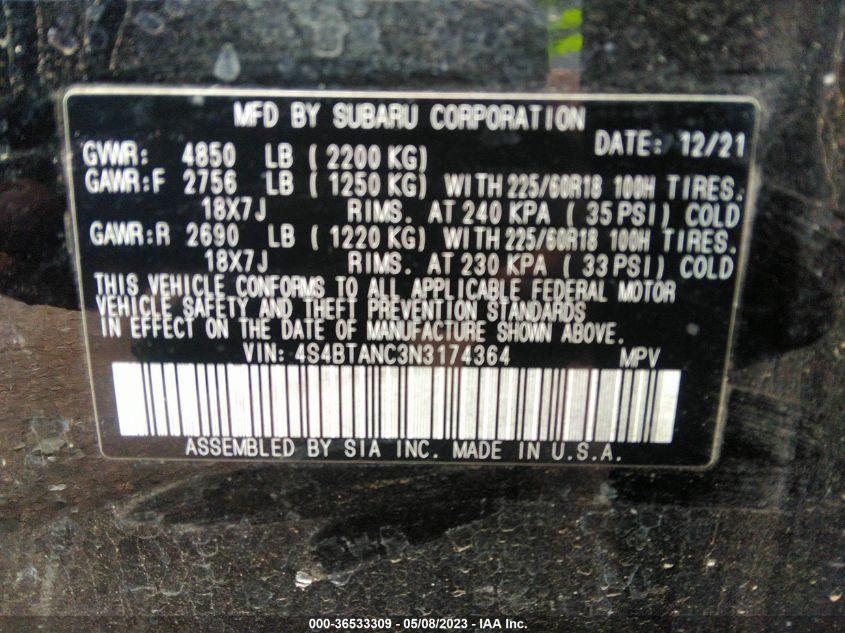 MFD BY SUBARU CORPORATION
DATE: 12/21
GVWR: 4850 LB ( 2200 KG)
GAWR:F 2756 LB ( 1250 KG) WITH 225/60R18 100H TIRES.
18X7J RIMS. AT 240 KPA ( 35 PSI) COLD
GAWR:R 2690 LB ( 1220 KG) WITH 225/60R18 100H TIRES.
18X7J RIMS. AT 230 KPA ( 33 PSI) COLD
THIS VEHICLE CONFORMS TO ALL APPLICABLE FEDERAL MOTOR
VEHICLE SAFETY AND THEFT PREVENTION STANDARDS
IN EFFECT ON THE DATE OF MANUFACTURE SHOWN ABOVE.
VIN: 4S4BTANC3N3174364 MPV
ASSEMBLED BY SIA INC. MADE IN U.S.A.
000-36533309 - 05/08/2023 - IAA Inc.